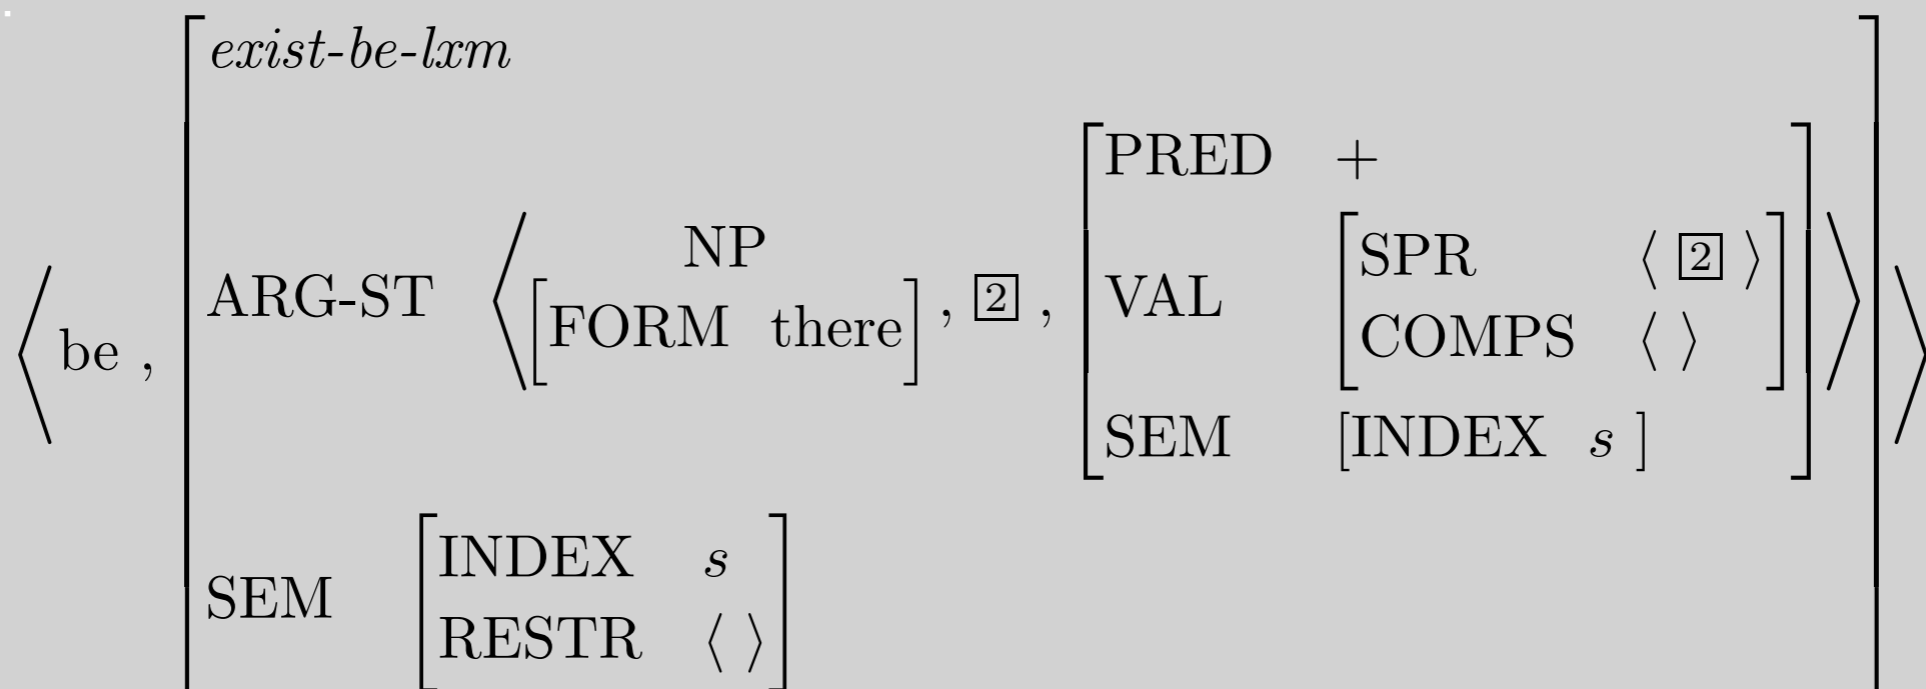 exist-be-lxm
PRED +
NP
SPR ⟨ 2 ⟩
ARG-ST ⟨ [FORM there] , 2 , VAL
COMPS ⟨ ⟩
⟨ be ,
SEM [INDEX s ]
INDEX s
SEM
RESTR ⟨ ⟩